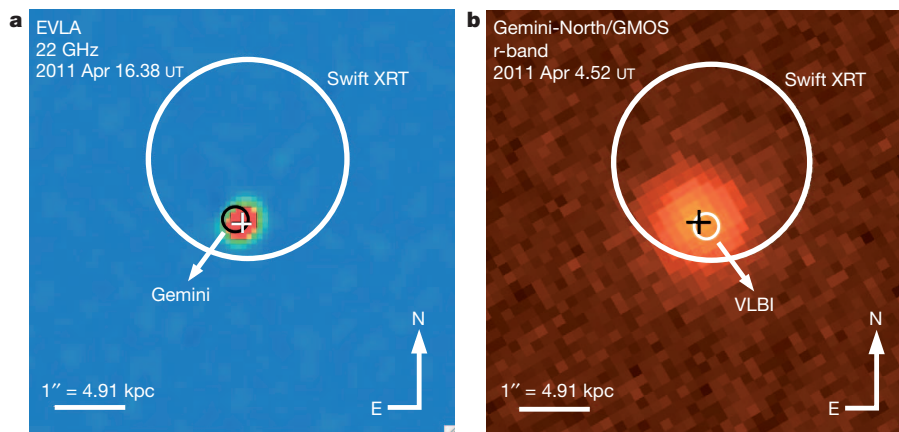 a
EVLA
22 GHz
2011 Apr 16.38 UT
Swift XRT
Gemini
N
E
1″ = 4.91 kpc
b
Gemini-North/GMOS
r-band
2011 Apr 4.52 UT
Swift XRT
VLBI
N
E
1″ = 4.91 kpc